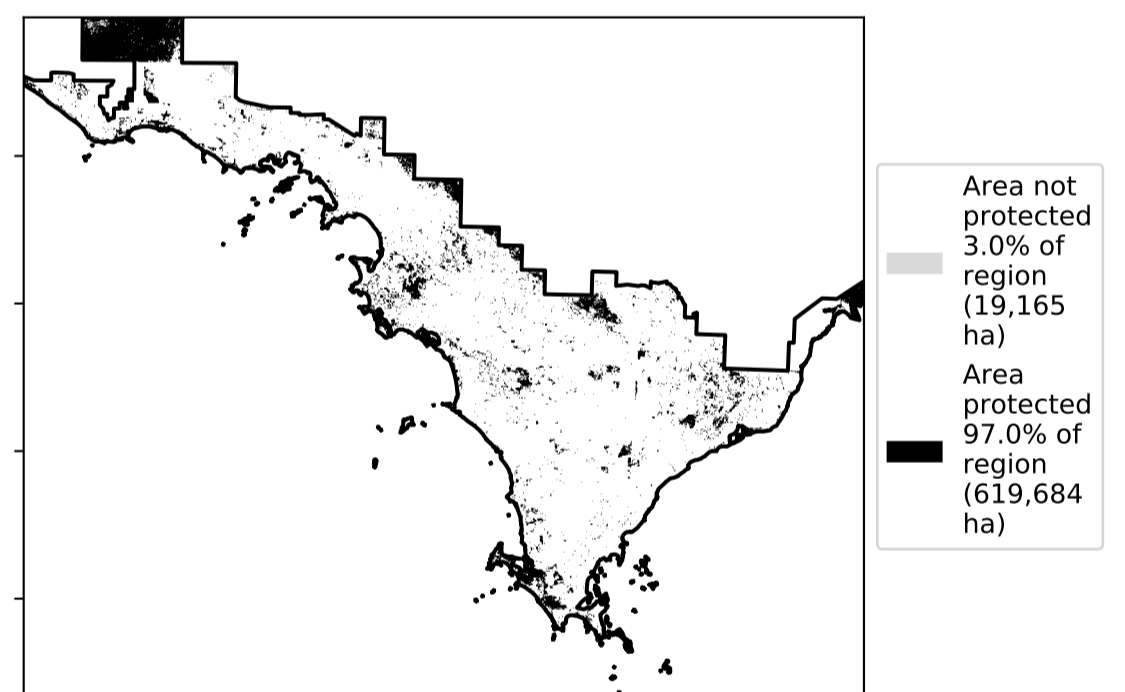 Area not
protected
3.0% of
region
(19,165
ha)
Area
protected
97.0% of
region
(619,684
ha)